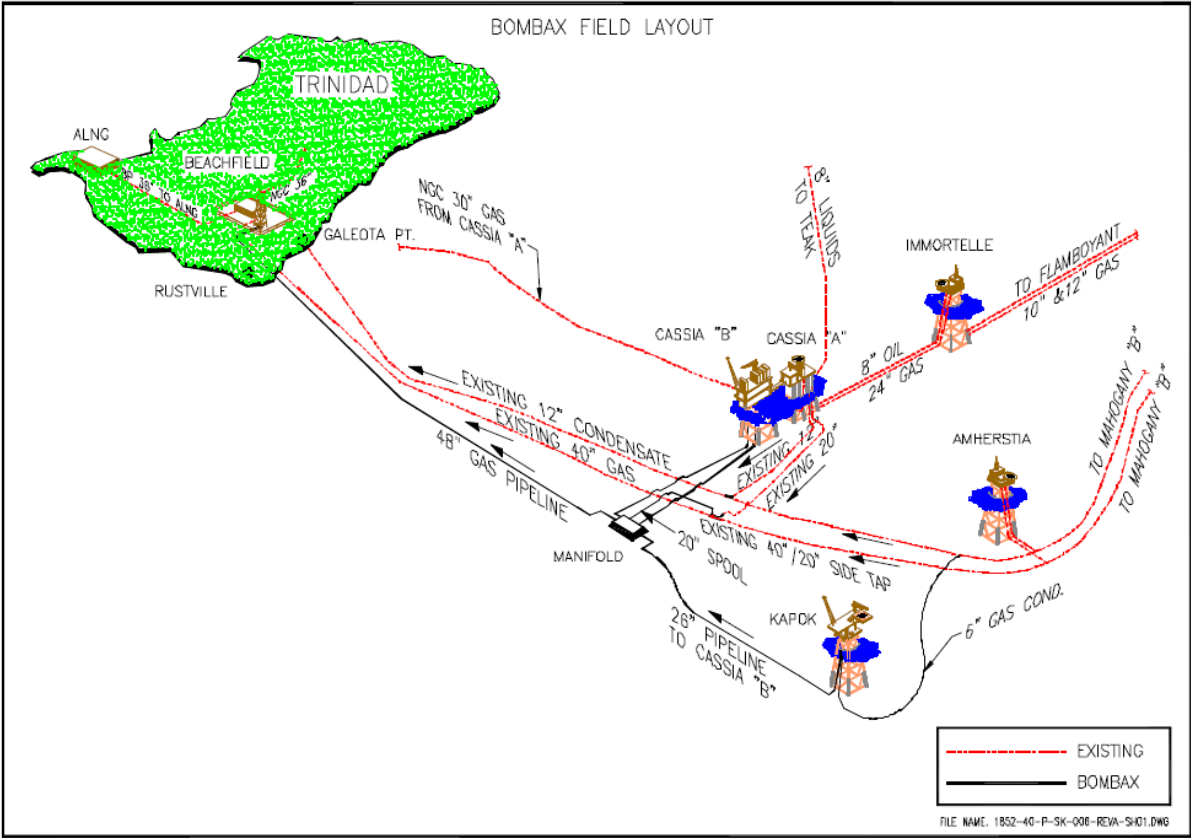 BOMBAX FIELD LAYOUT
TRINIDAD
ALNG
BEACHFIELD
BP 36" TO ALNG
NGC 36"
GALEOTA PT.
RUSTVILLE
NGC 30" GAS
FROM CASSIA "A"
8" LIQUIDS
TO TEAK
IMMORTELLE
TO FLAMBOYANT
10" &12" GAS
CASSIA "B"
CASSIA "A"
8" OIL
24" GAS
TO MAHOGANY "B"
TO MAHOGANY "B"
AMHERSTIA
EXISTING 12" CONDENSATE
EXISTING 40" GAS
48" GAS PIPELINE
EXISTING 12"
EXISTING 20"
MANIFOLD
20" SPOOL
EXISTING 40"/20" SIDE TAP
KAPOK
6" GAS COND.
26" PIPELINE
TO CASSIA "B"
EXISTING
BOMBAX
FILE NAME. 1852-40-P-SK-008-REVA-SH01.DWG